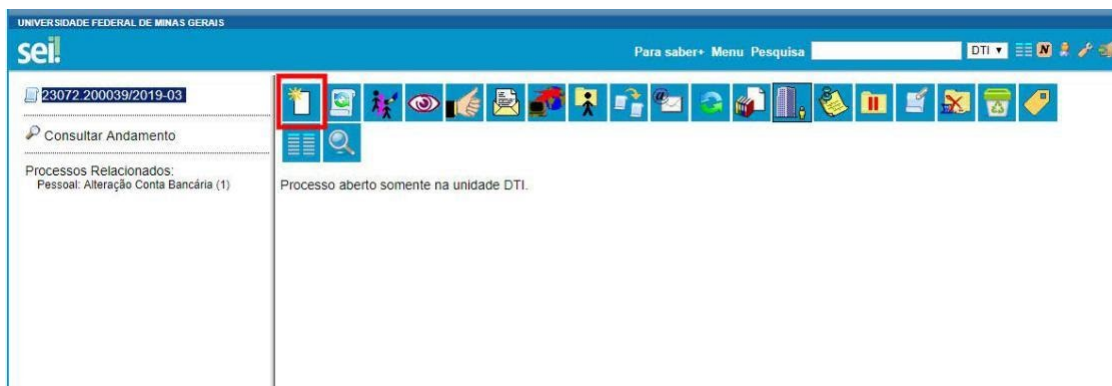 UNIVERSIDADE FEDERAL DE MINAS GERAIS
sei!
Para saber+ Menu Pesquisa
DTI
N
23072.200039/2019-03
Consultar Andamento
Processos Relacionados:
Pessoal: Alteração Conta Bancária (1)
Processo aberto somente na unidade DTI.